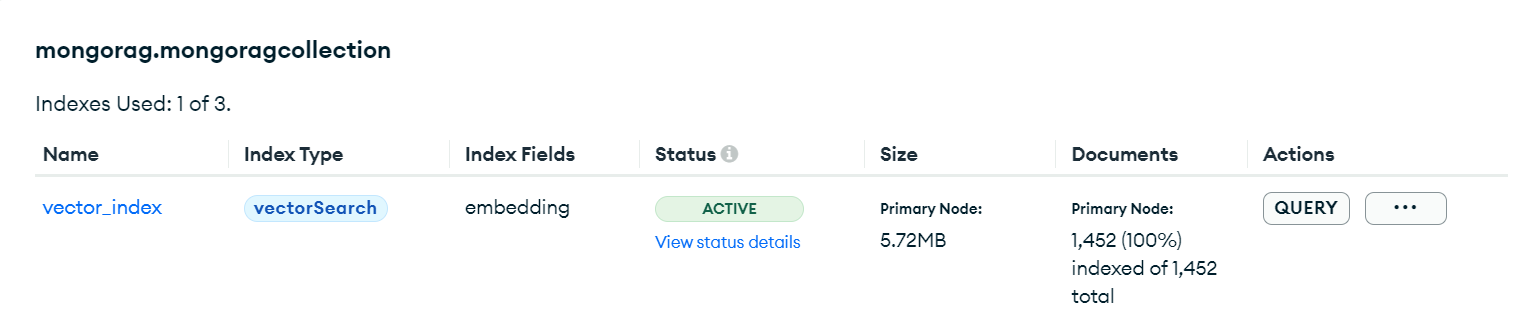 mongorag.mongoragcollection
Indexes Used: 1 of 3.
Name Index Type Index Fields Status Size Documents Actions
vector_index vectorSearch embedding ACTIVE Primary Node: Primary Node: QUERY ...
View status details 5.72MB 1,452 (100%)
indexed of 1,452
total